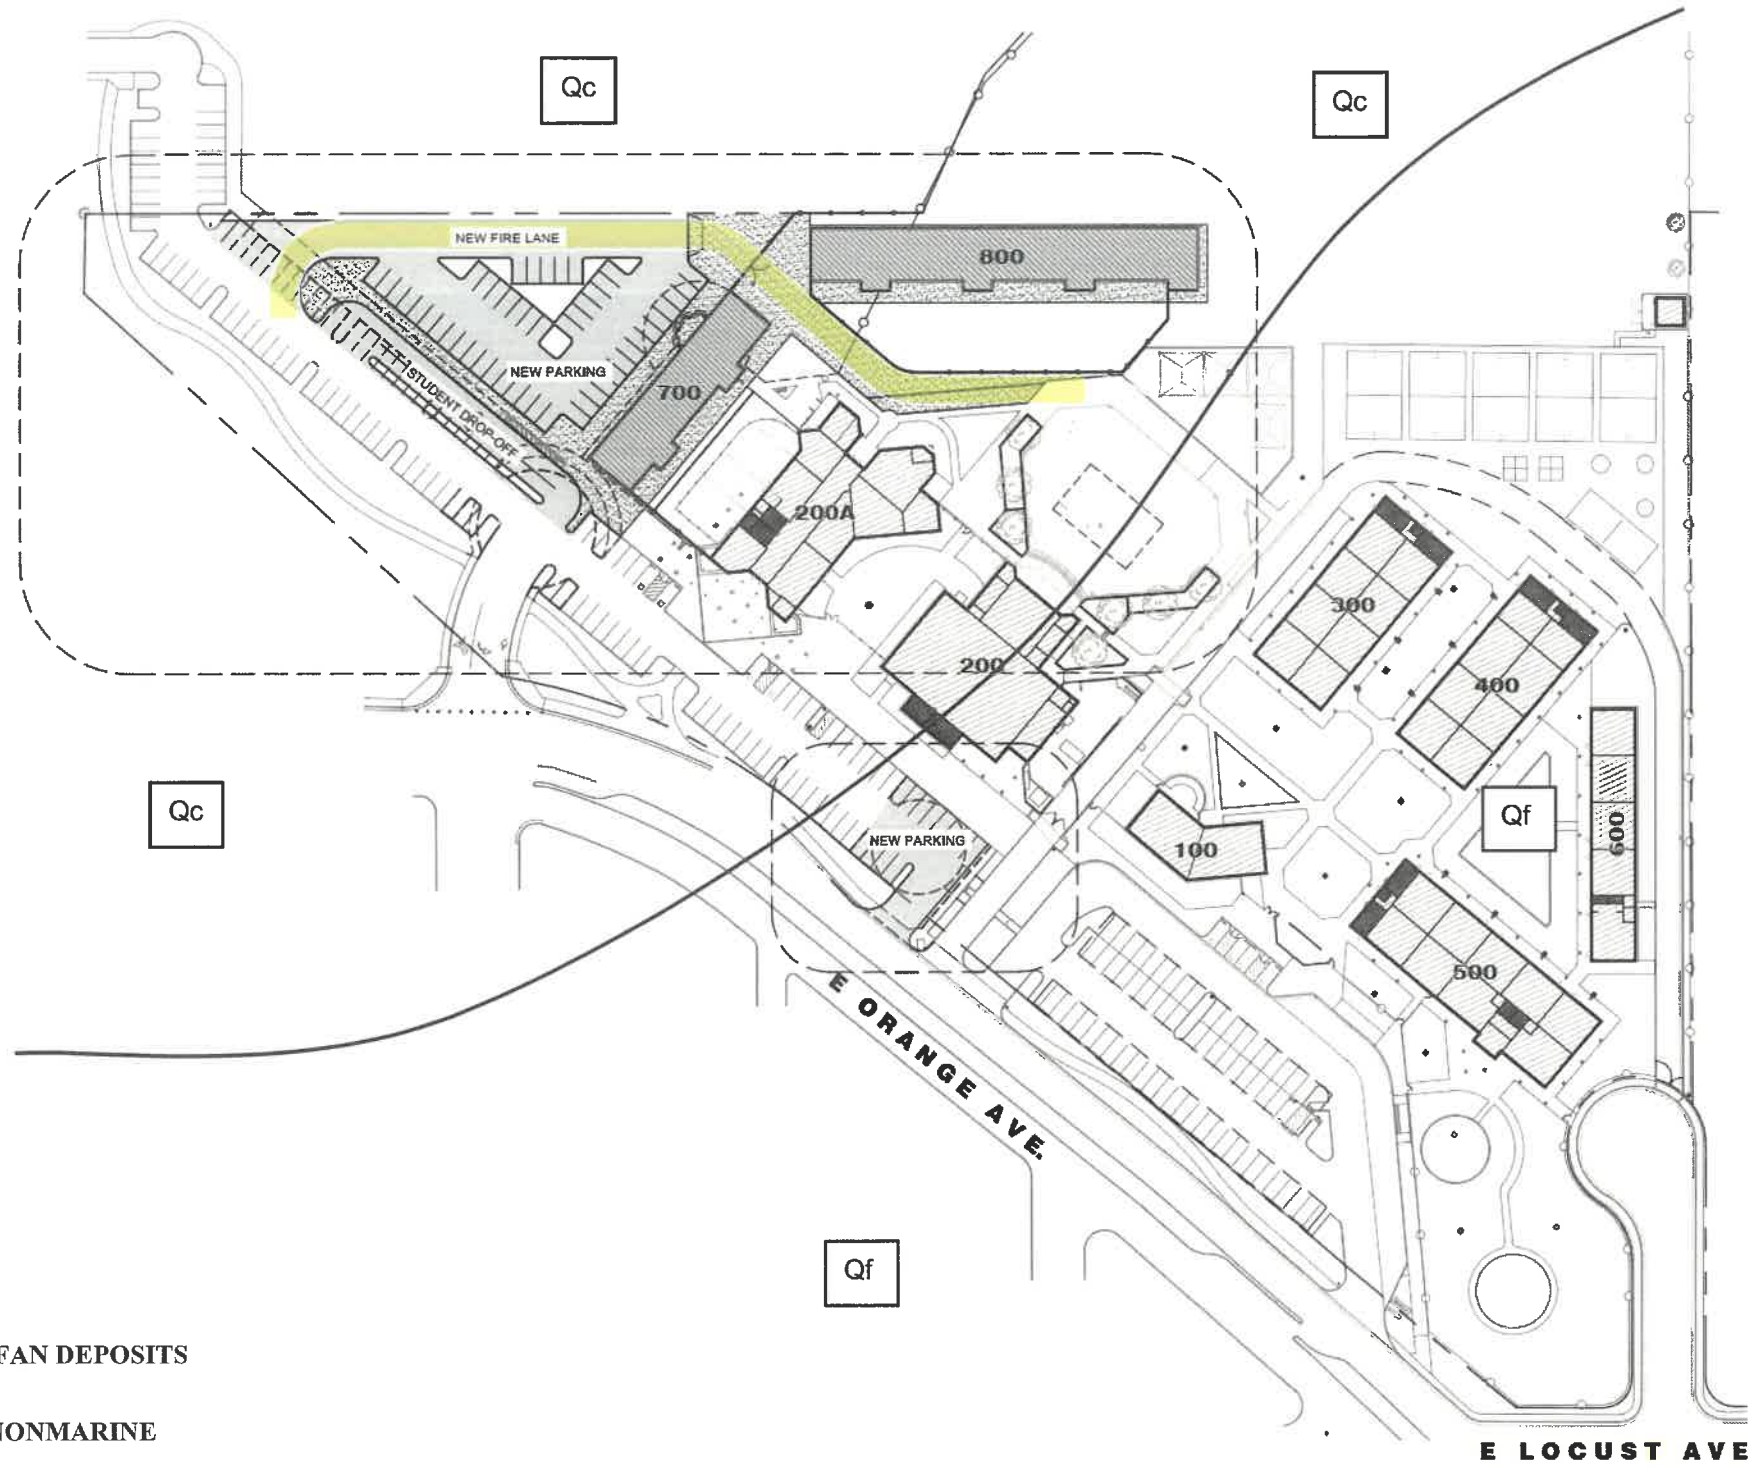 Qc
Qc
NEW FIRE LANE
800
NEW PARKING
700
STUDENT DROP-OFF
200A
L
300
L
400
200
Qc
Qf
600
NEW PARKING
100
L
500
E ORANGE AVE.
Qf
FAN DEPOSITS
NONMARINE
E LOCUST AVE